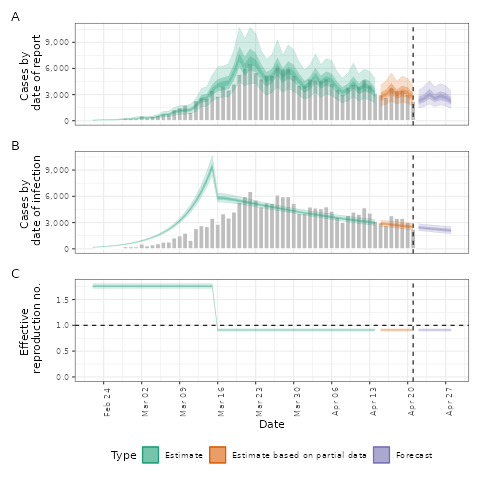 A
Cases by
date of report
9,000
6,000
3,000
0
B
Cases by
date of infection
9,000
6,000
3,000
0
C
Effective
reproduction no.
1.5
1.0
0.5
0.0
Feb 24
Mar 02
Mar 09
Mar 16
Mar 23
Mar 30
Apr 06
Apr 13
Apr 20
Apr 27
Date
Type
Estimate
Estimate based on partial data
Forecast